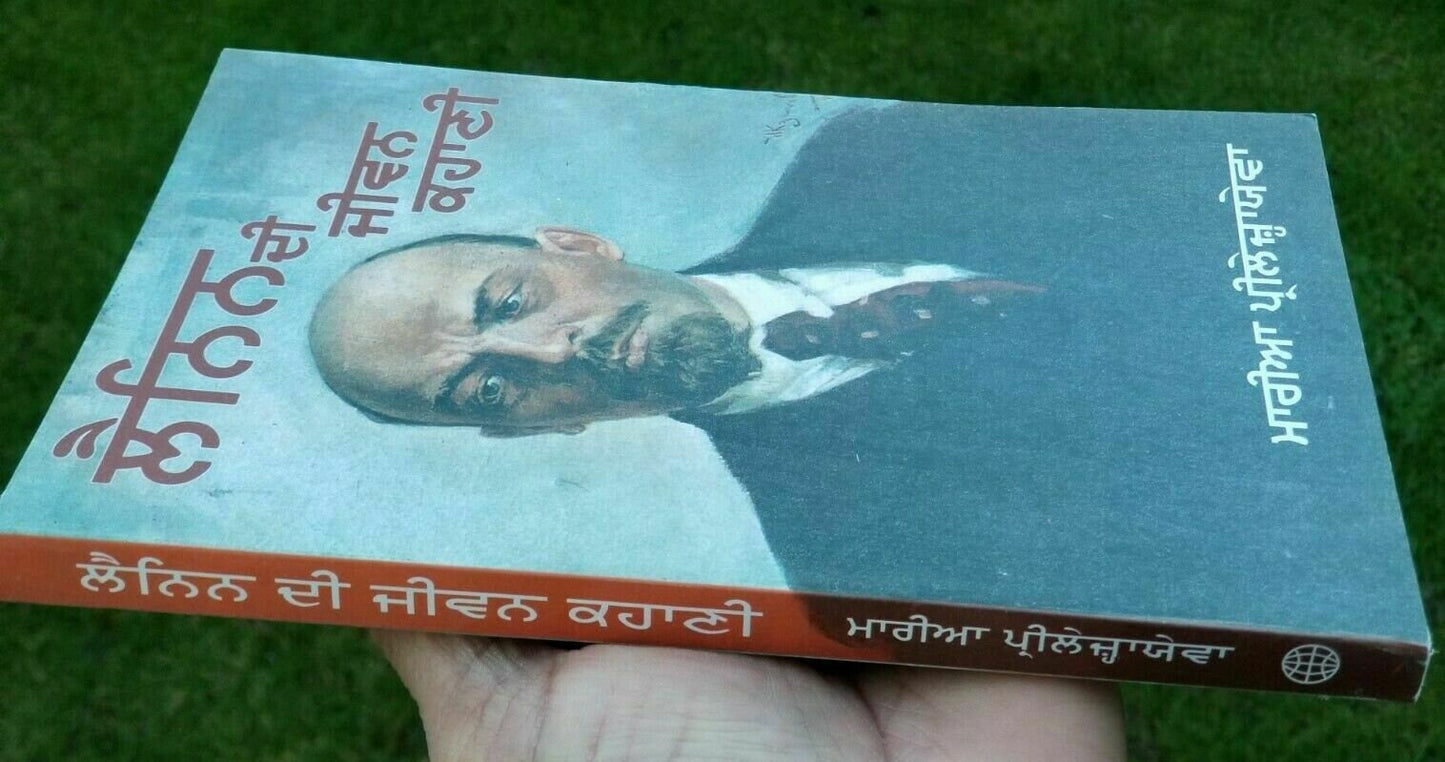 ਲੈਨਿਨ ਦੀ
ਜੀਵਨ
ਕਹਾਣੀ
ਮਾਰੀਆ ਪ੍ਰੀਲੇਜ਼੍ਹਾਯੇਵਾ
ਲੈਨਿਨ ਦੀ ਜੀਵਨ ਕਹਾਣੀ ਮਾਰੀਆ ਪ੍ਰੀਲੇਜ਼੍ਹਾਯੇਵਾ